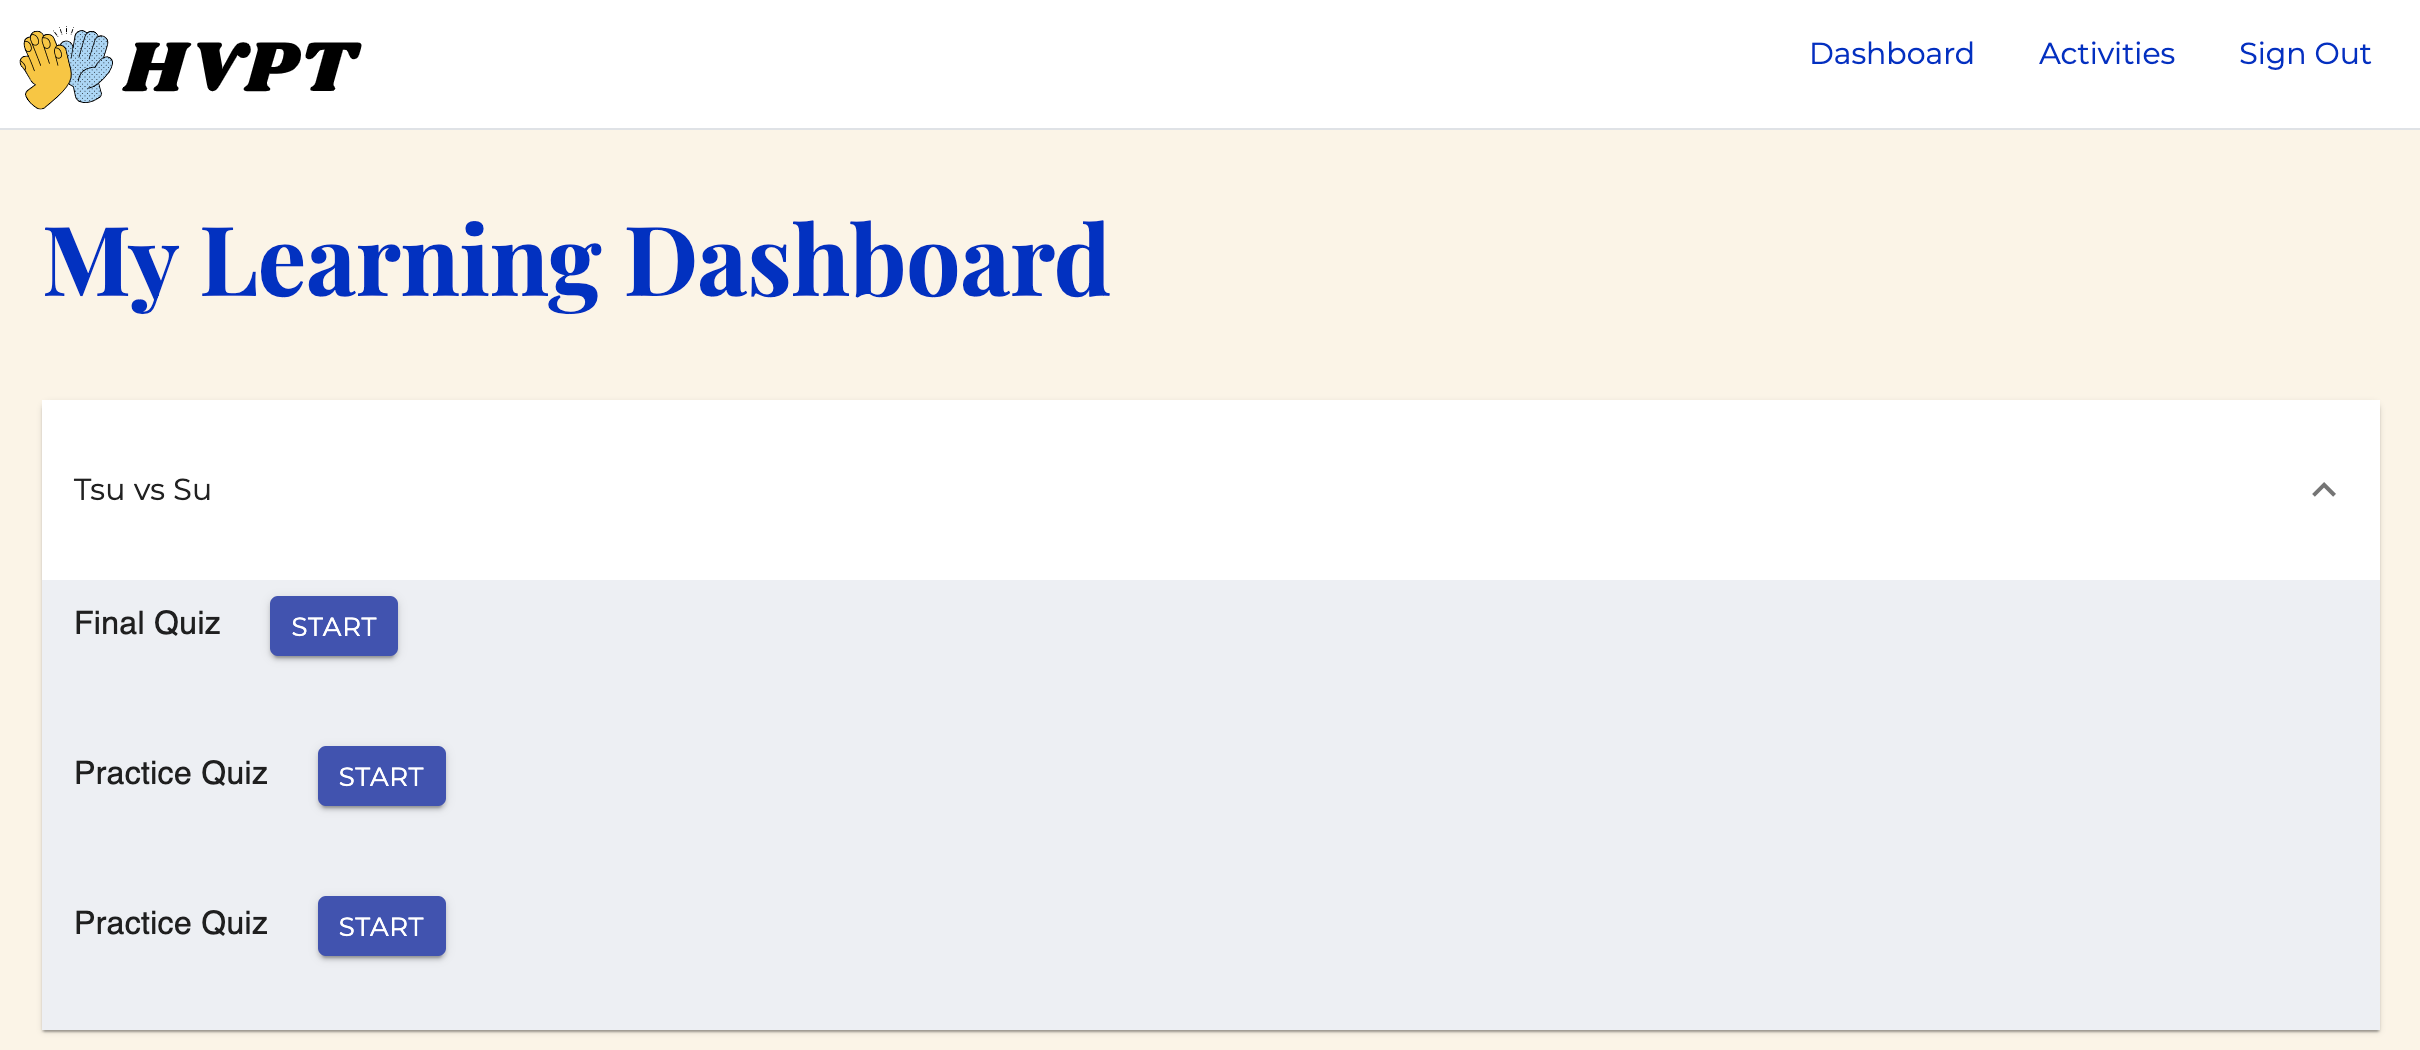 HVPT
Dashboard Activities Sign Out
My Learning Dashboard
Tsu vs Su
Final Quiz START
Practice Quiz START
Practice Quiz START